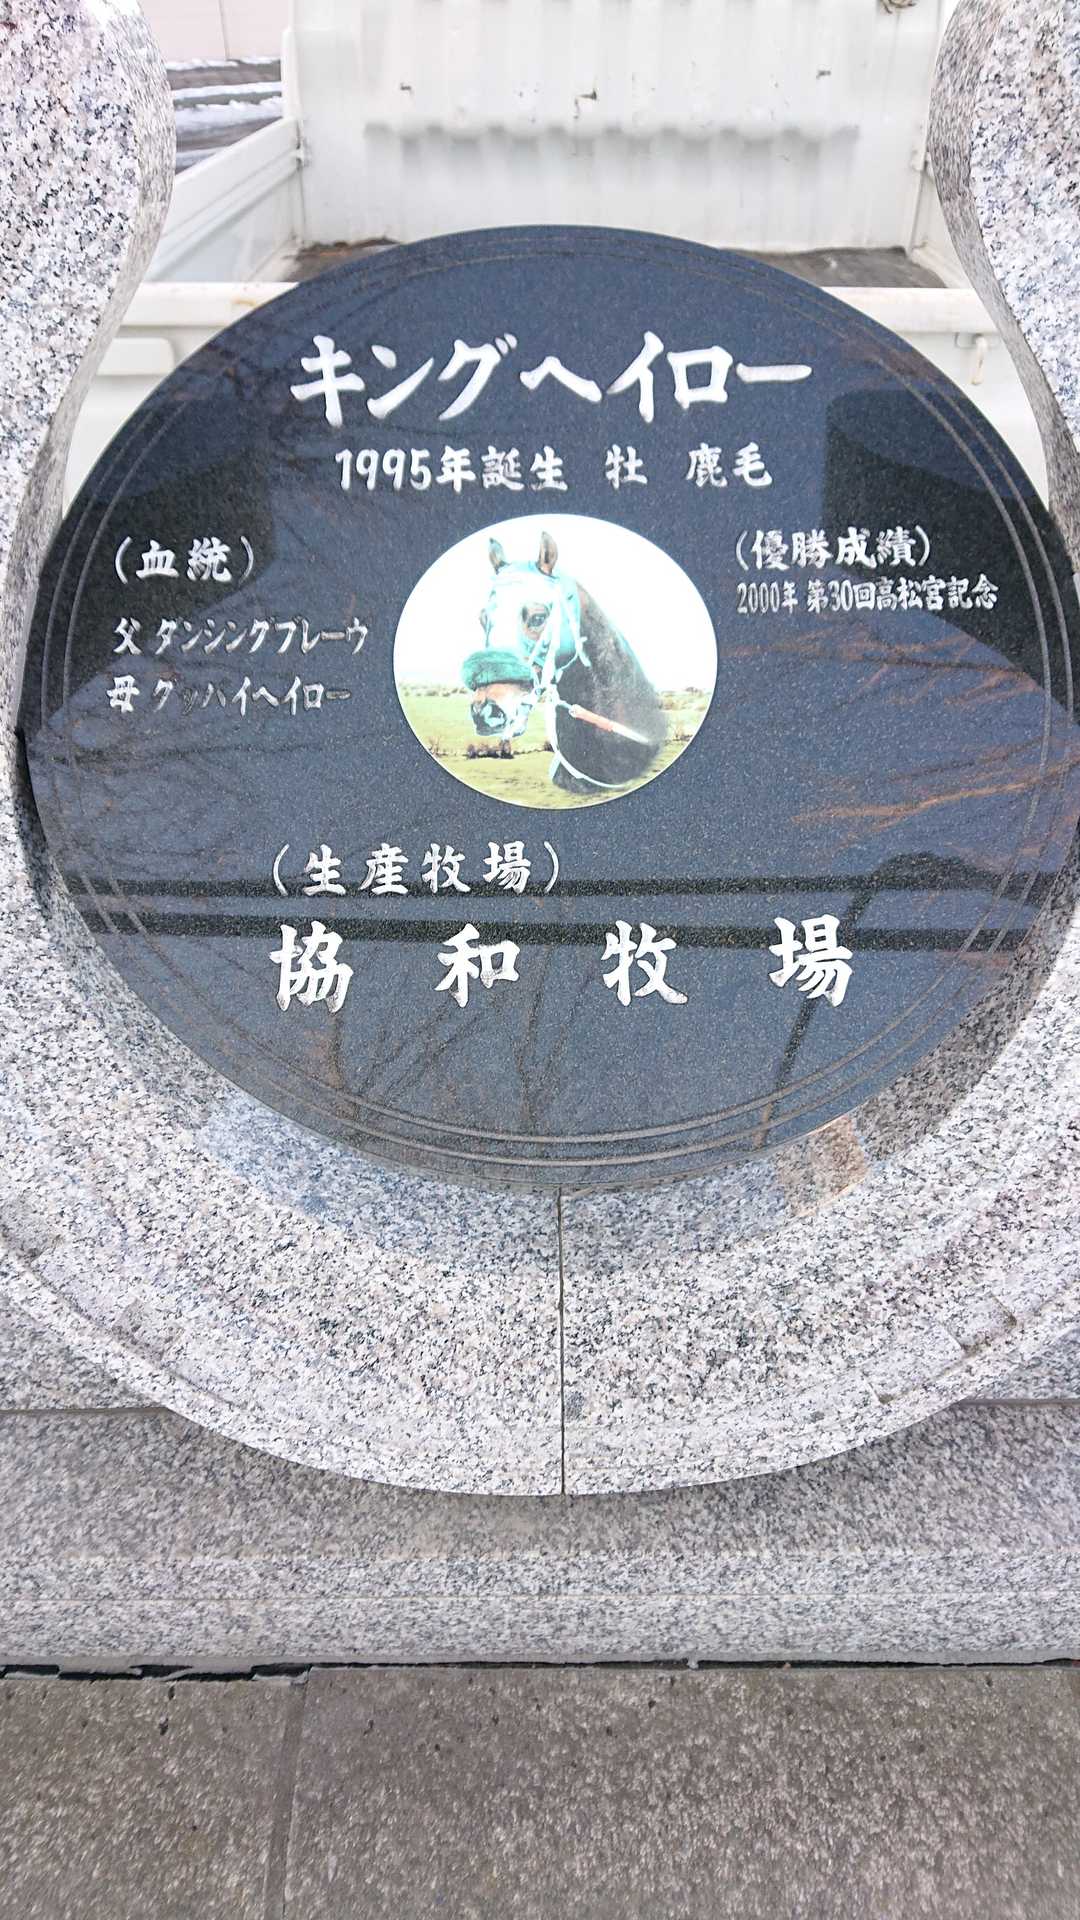 キングヘイロー
1995年誕生 牡 鹿毛
(血統)
父 ダンシングブレーヴ
母 グッバイヘイロー
(優勝成績)
2000年 第30回高松宮記念
(生産牧場)
協和牧場